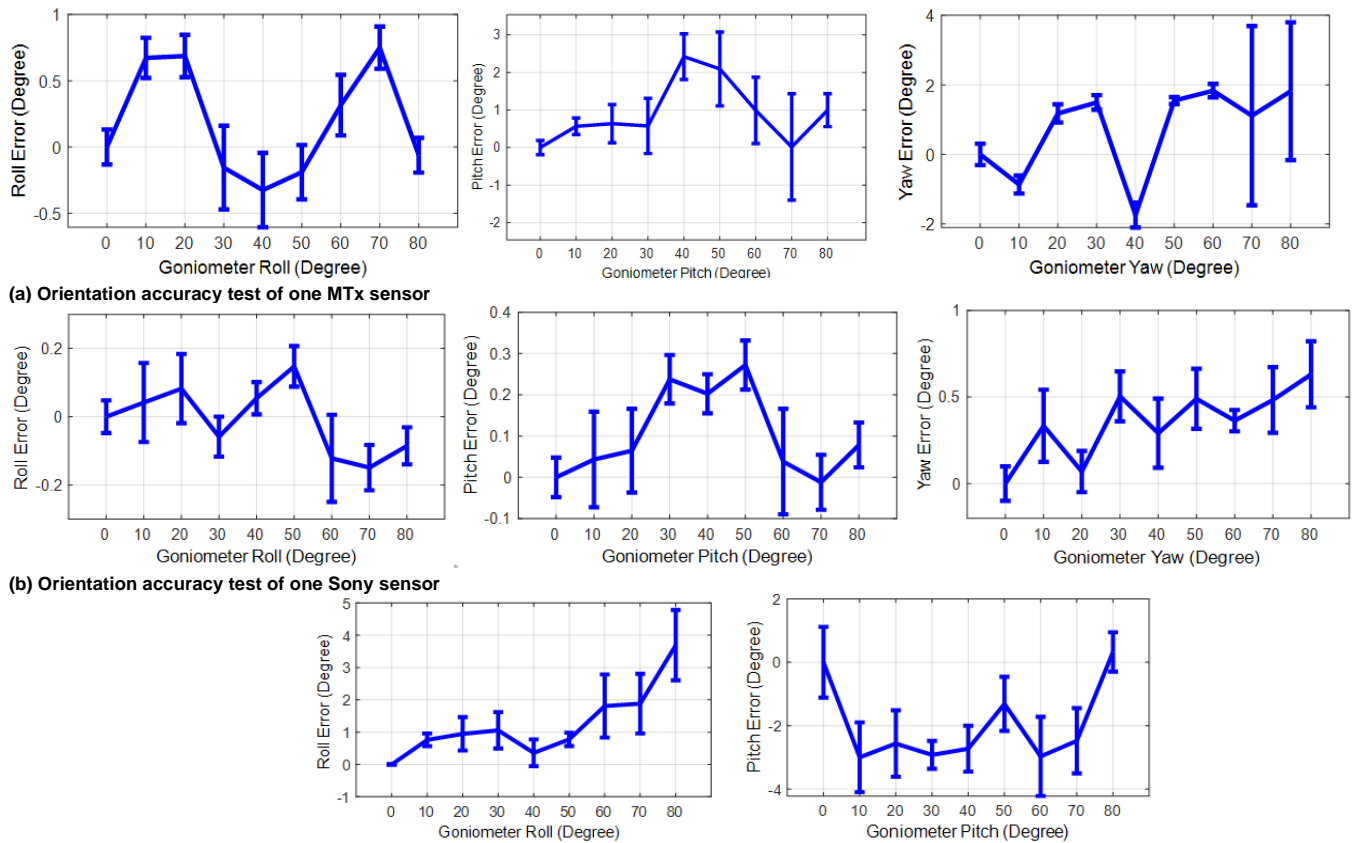 1
0.5
0
-0.5
Roll Error (Degree)
0 10 20 30 40 50 60 70 80
Goniometer Roll (Degree)
3
2
1
0
-1
-2
Pitch Error (Degree)
0 10 20 30 40 50 60 70 80
Goniometer Pitch (Degree)
4
2
0
-2
Yaw Error (Degree)
0 10 20 30 40 50 60 70 80
Goniometer Yaw (Degree)
(a) Orientation accuracy test of one MTx sensor
0.2
0
-0.2
Roll Error (Degree)
0 10 20 30 40 50 60 70 80
Goniometer Roll (Degree)
0.4
0.3
0.2
0.1
0
-0.1
Pitch Error (Degree)
0 10 20 30 40 50 60 70 80
Goniometer Pitch (Degree)
1
0.5
0
Yaw Error (Degree)
0 10 20 30 40 50 60 70 80
Goniometer Yaw (Degree)
(b) Orientation accuracy test of one Sony sensor
5
4
3
2
1
0
-1
Roll Error (Degree)
0 10 20 30 40 50 60 70 80
Goniometer Roll (Degree)
2
0
-2
-4
Pitch Error (Degree)
0 10 20 30 40 50 60 70 80
Goniometer Pitch (Degree)